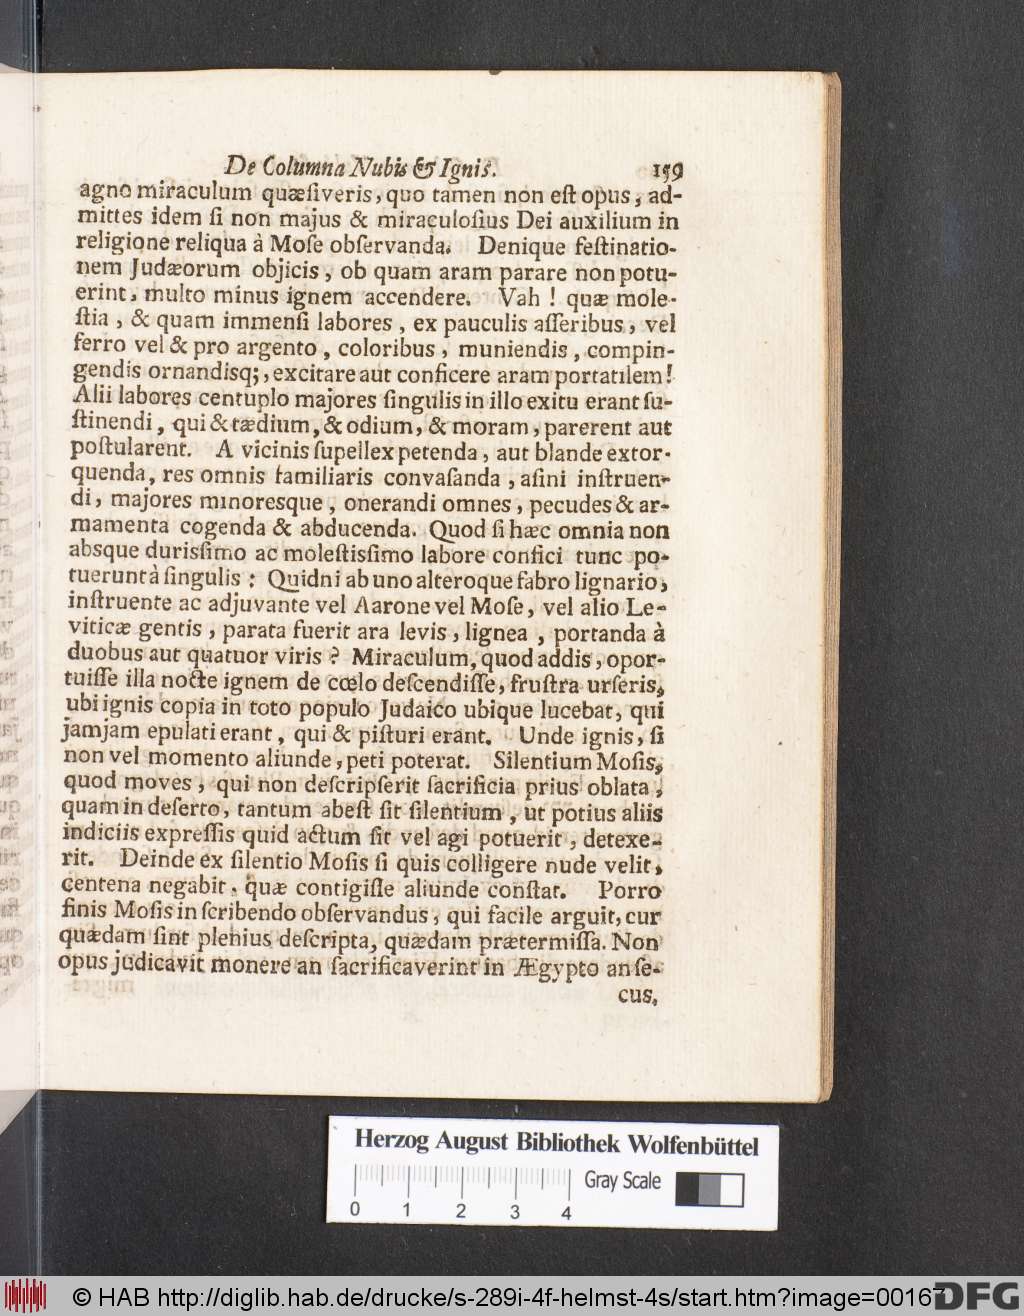 De Columna Nubis & Ignis. 159
agno miraculum quæſiveris, quo tamen non eſt opus, ad-
mittes idem ſi non majus & miraculoſius Dei auxilium in
religione reliqua à Moſe obſervanda. Denique feſtinatio-
nem Judæorum objicis, ob quam aram parare non potu-
erint, multo minus ignem accendere. Vah ! quæ mole-
ſtia , & quam immenſi labores , ex pauculis aſſeribus, vel
ferro vel & pro argento , coloribus , muniendis , compin-
gendis ornandisq;, excitare aut conficere aram portatilem!
Alii labores centuplo majores ſingulis in illo exitu erant ſu-
ſtinendi, qui & tædium, & odium, & moram, parerent aut
poſtularent. A vicinis ſupellex petenda, aut blande extor-
quenda, res omnis familiaris convaſanda , aſini inſtruen-
di, majores minoresque , onerandi omnes, pecudes & ar-
mamenta cogenda & abducenda. Quod ſi hæc omnia non
absque durisſimo ac moleſtisſimo labore confici tunc po-
tuerunt à ſingulis : Quidni ab uno alteroque fabro lignario,
inſtruente ac adjuvante vel Aarone vel Moſe, vel alio Le-
viticæ gentis , parata fuerit ara levis , lignea , portanda à
duobus aut quatuor viris ? Miraculum, quod addis, opor-
tuiſſe illa nocte ignem de cœlo deſcendiſſe, fruſtra urſeris,
ubi ignis copia in toto populo Judaico ubique lucebat, qui
jamjam epulati erant , qui & piſturi erant. Unde ignis, ſi
non vel momento aliunde, peti poterat. Silentium Moſis,
quod moves , qui non deſcripſerit ſacrificia prius oblata ,
quam in deſerto, tantum abeſt ſit ſilentium , ut potius aliis
indiciis expreſſis quid actum ſit vel agi potuerit , detexe-
rit. Deinde ex ſilentio Moſis ſi quis colligere nude velit,
centena negabit, quæ contigiſſe aliunde conſtat. Porro
finis Moſis in ſcribendo obſervandus, qui facile arguit, cur
quædam ſint plenius deſcripta, quædam prætermiſſa. Non
opus judicavit monere an ſacrificaverint in Ægypto an ſe-
cus,
Herzog August Bibliothek Wolfenbüttel
Gray Scale
0 1 2 3 4
© HAB http://diglib.hab.de/drucke/s-289i-4f-helmst-4s/start.htm?image=00167
DFG